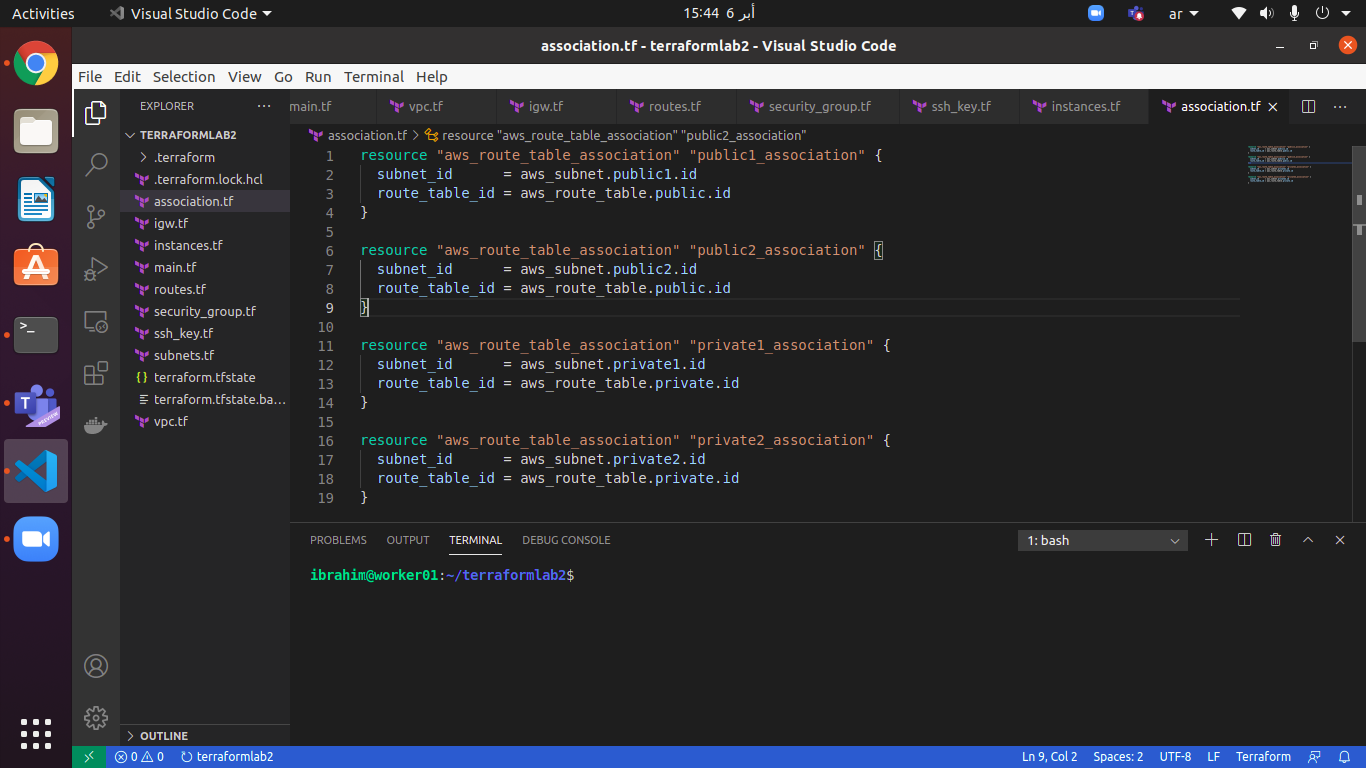 Activities Visual Studio Code 15:44 6 أبر ar
association.tf - terraformlab2 - Visual Studio Code
File Edit Selection View Go Run Terminal Help
EXPLORER ···
TERRAFORMLAB2
.terraform
.terraform.lock.hcl
association.tf
igw.tf
instances.tf
main.tf
routes.tf
security_group.tf
ssh_key.tf
subnets.tf
{} terraform.tfstate
terraform.tfstate.ba...
vpc.tf
OUTLINE
main.tf vpc.tf igw.tf routes.tf security_group.tf ssh_key.tf instances.tf association.tf ···
association.tf > resource "aws_route_table_association" "public2_association"
1 resource "aws_route_table_association" "public1_association" {
2 subnet_id = aws_subnet.public1.id
3 route_table_id = aws_route_table.public.id
4 }
5
6 resource "aws_route_table_association" "public2_association" {
7 subnet_id = aws_subnet.public2.id
8 route_table_id = aws_route_table.public.id
9 }
10
11 resource "aws_route_table_association" "private1_association" {
12 subnet_id = aws_subnet.private1.id
13 route_table_id = aws_route_table.private.id
14 }
15
16 resource "aws_route_table_association" "private2_association" {
17 subnet_id = aws_subnet.private2.id
18 route_table_id = aws_route_table.private.id
19 }
PROBLEMS OUTPUT TERMINAL DEBUG CONSOLE 1: bash
ibrahim@worker01:~/terraformlab2$
0 0 terraformlab2 Ln 9, Col 2 Spaces: 2 UTF-8 LF Terraform